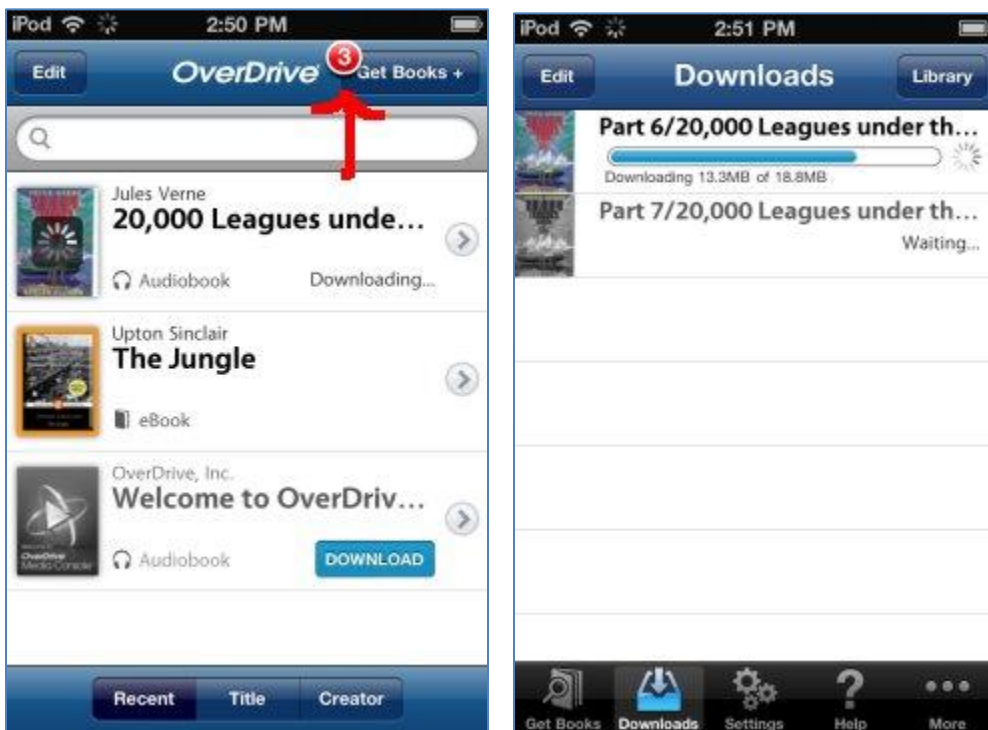 iPod 2:50 PM
Edit OverDrive 3 Get Books +
Jules Verne
20,000 Leagues unde...
Audiobook Downloading...
Upton Sinclair
The Jungle
eBook
OverDrive, Inc.
Welcome to OverDriv...
Audiobook DOWNLOAD
Recent Title Creator
iPod 2:51 PM
Edit Downloads Library
Part 6/20,000 Leagues under th...
Downloading 13.3MB of 18.8MB
Part 7/20,000 Leagues under th...
Waiting...
Get Books Downloads Settings Help More